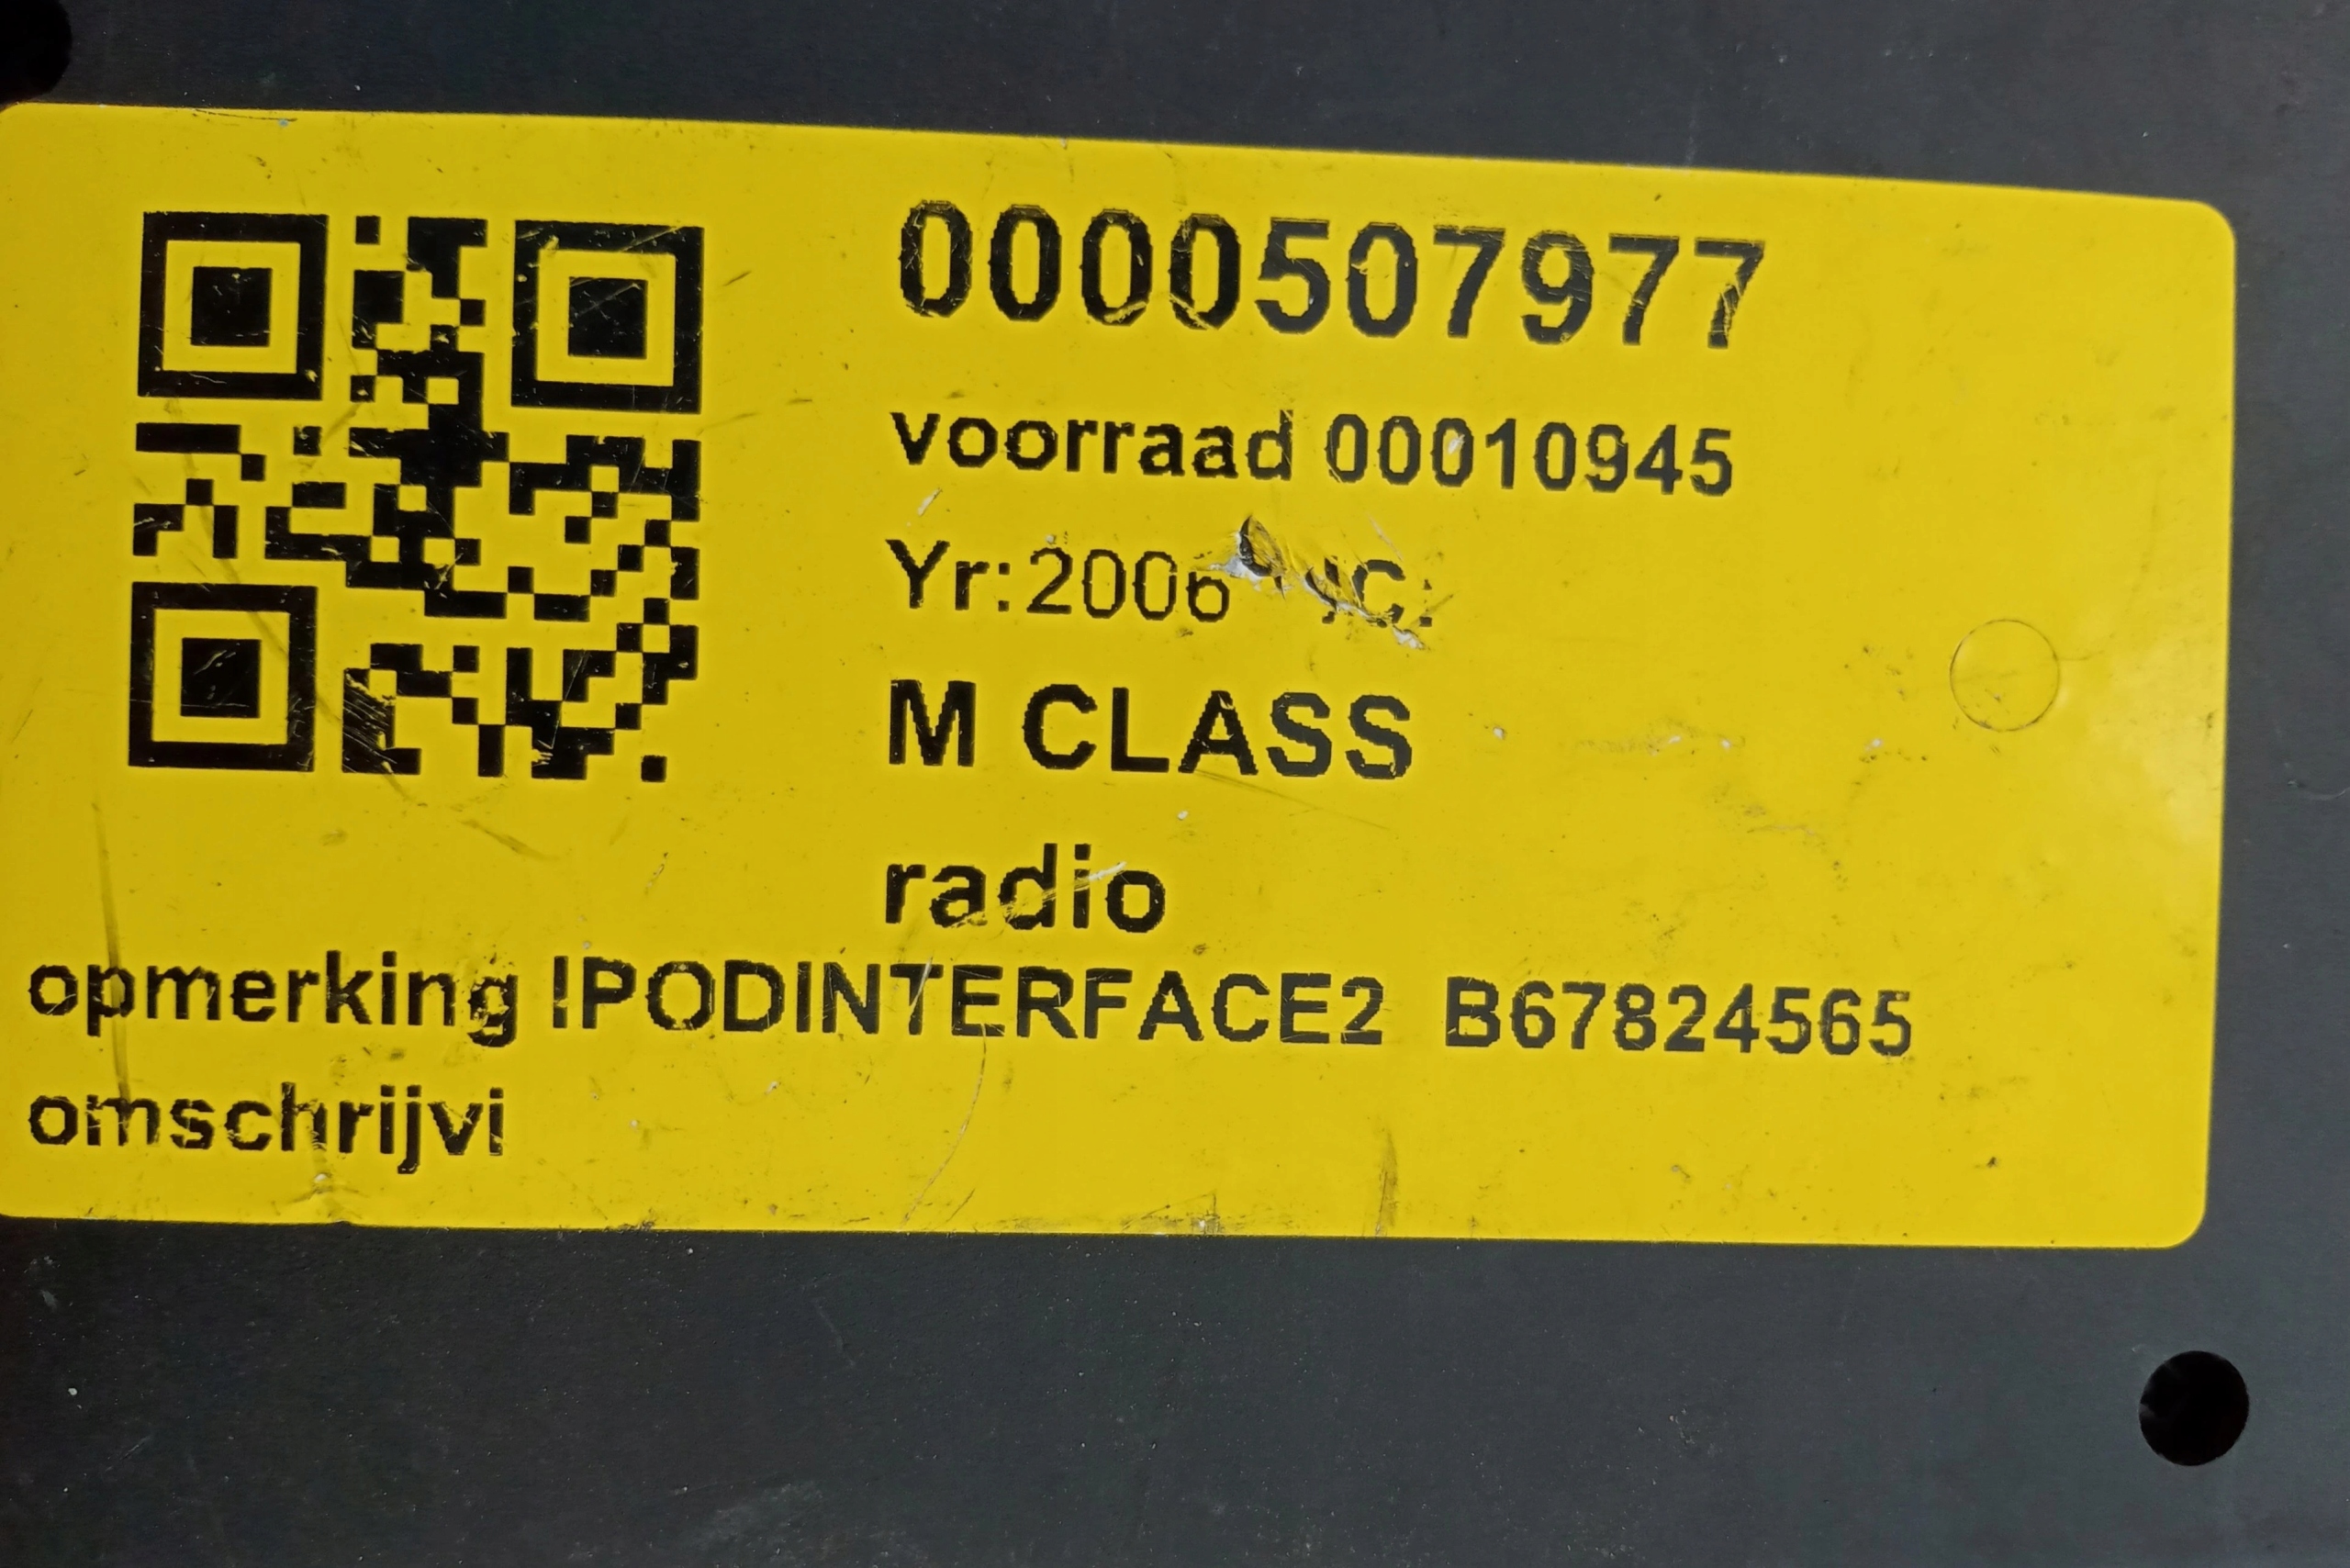 0000507977
voorraad 00010945
Yr:2006
M CLASS
radio
opmerking IPODINTERFACE2 B67824565
omschrijvi